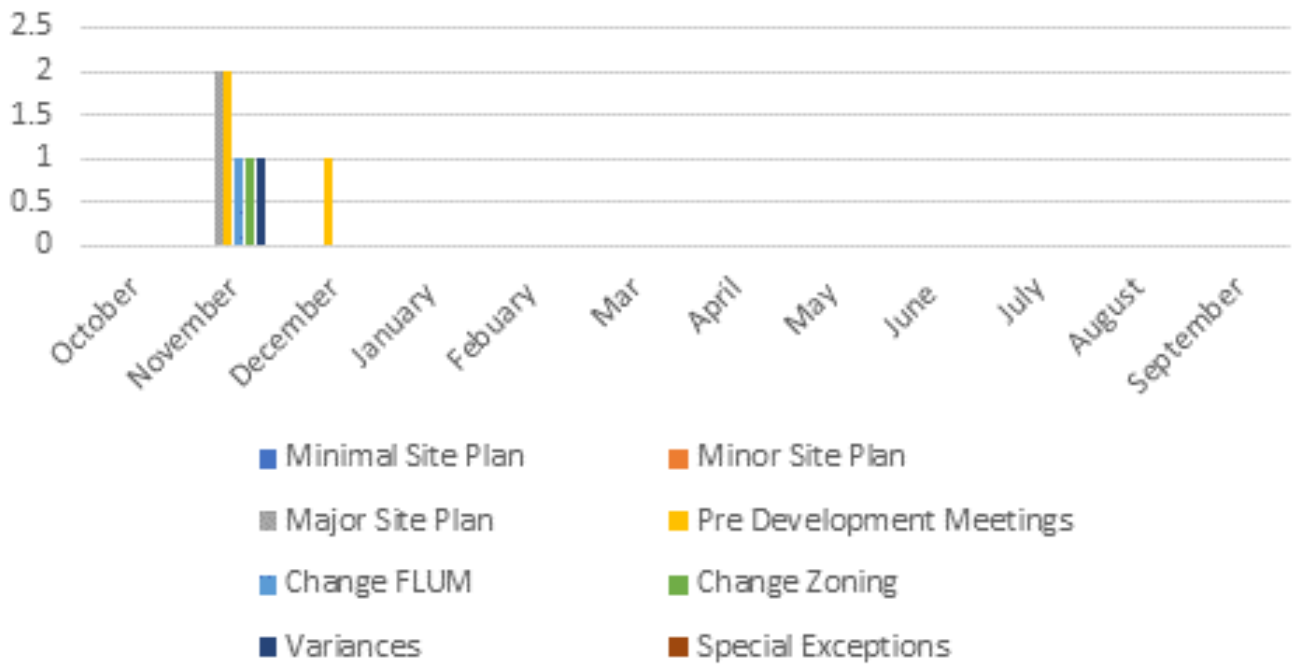 2.5
2
1.5
1
0.5
0
October
November
December
January
Febuary
Mar
April
May
June
July
August
September
Minimal Site Plan
Minor Site Plan
Major Site Plan
Pre Development Meetings
Change FLUM
Change Zoning
Variances
Special Exceptions